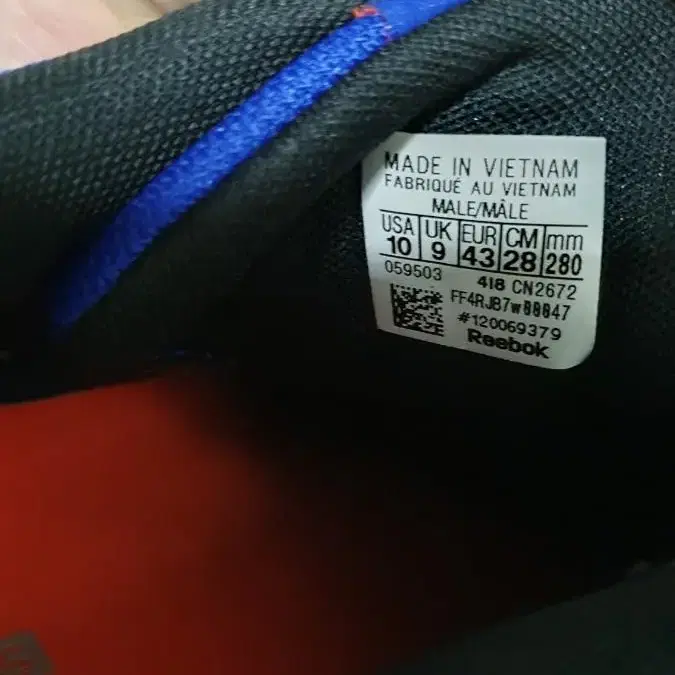 MADE IN VIETNAM
FABRIQUÉ AU VIETNAM
MALE/MÂLE
USA UK EUR CM mm
10 9 43 28 280
059503 418 CN2672
FF4RJB7w00047
#120069379
Reebok